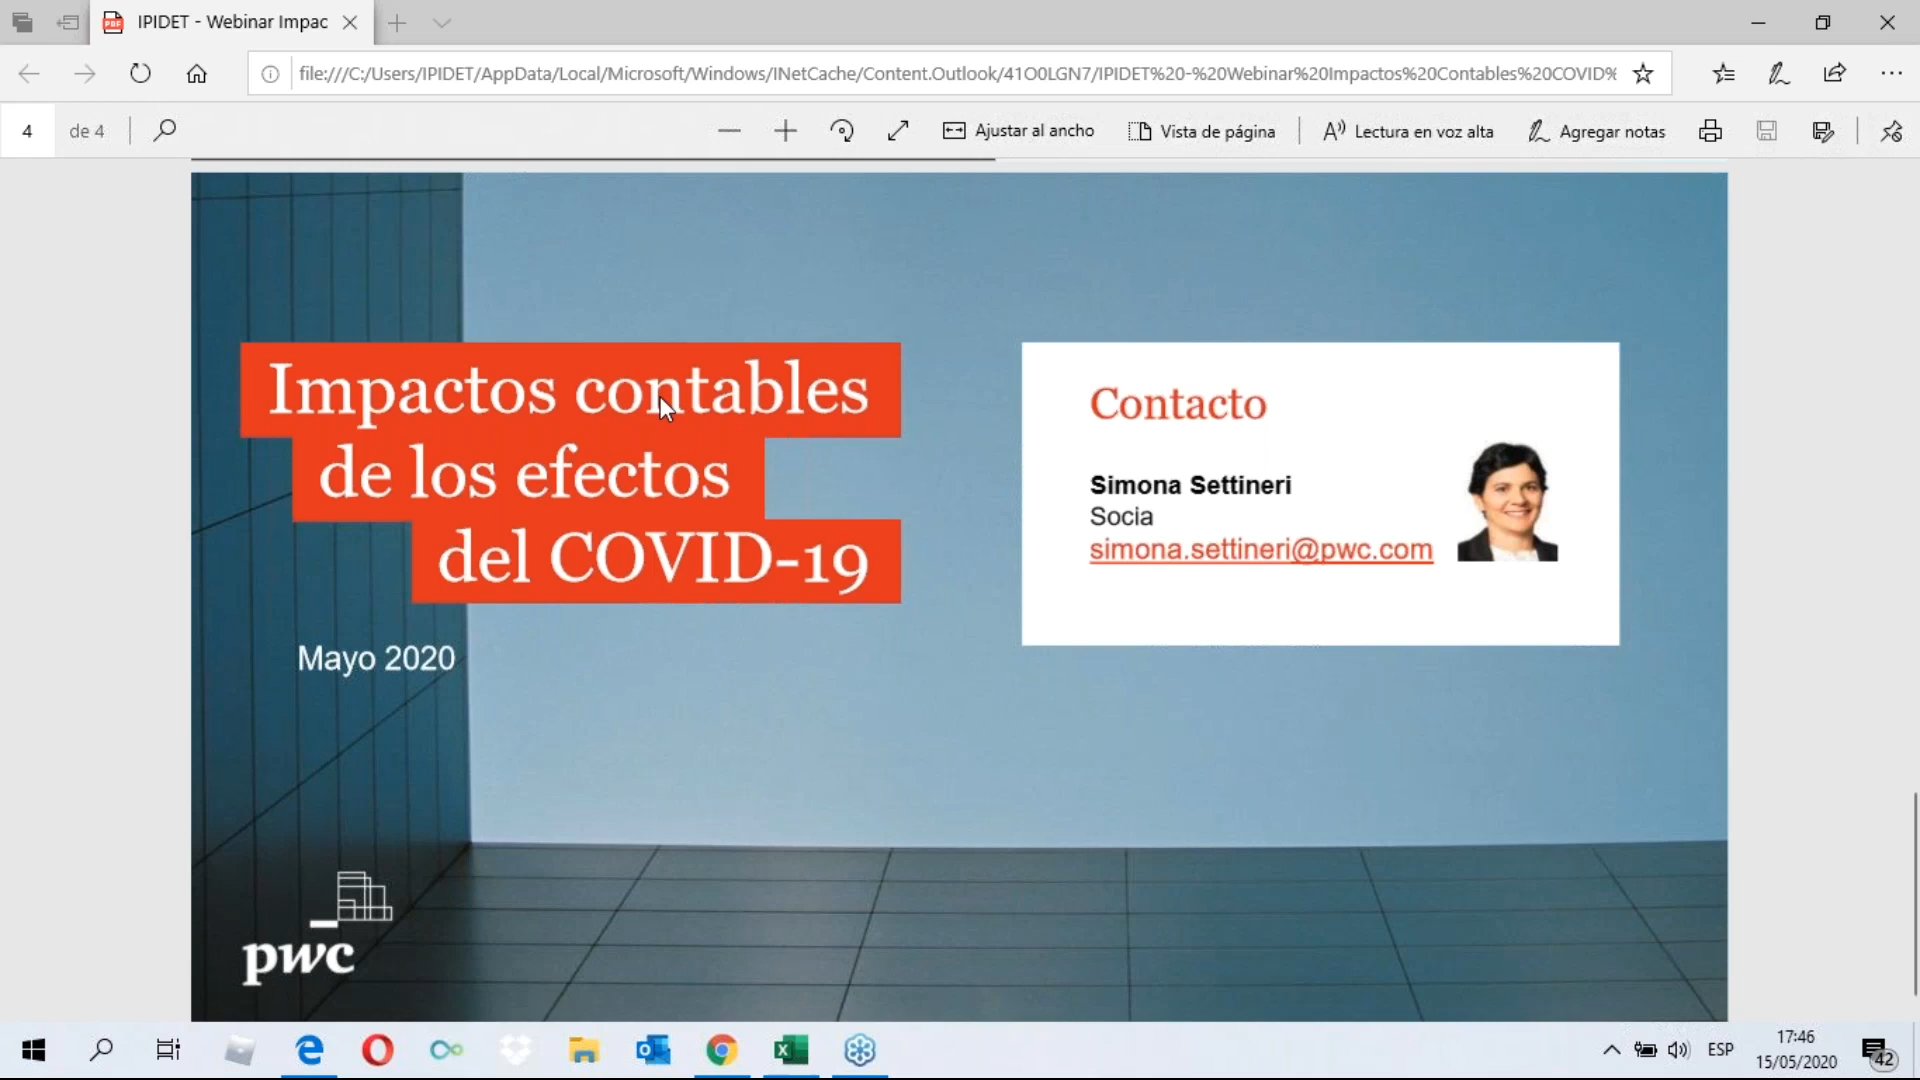 IPIDET - Webinar Impac
file:///C:/Users/IPIDET/AppData/Local/Microsoft/Windows/INetCache/Content.Outlook/41O0LGN7/IPIDET%20-%20Webinar%20Impactos%20Contables%20COVID%
4 de 4
Ajustar al ancho
Vista de página
Lectura en voz alta
Agregar notas
Impactos contables
de los efectos
del COVID-19
Mayo 2020
Contacto
Simona Settineri
Socia
simona.settineri@pwc.com
pwc
ESP
17:46
15/05/2020
42